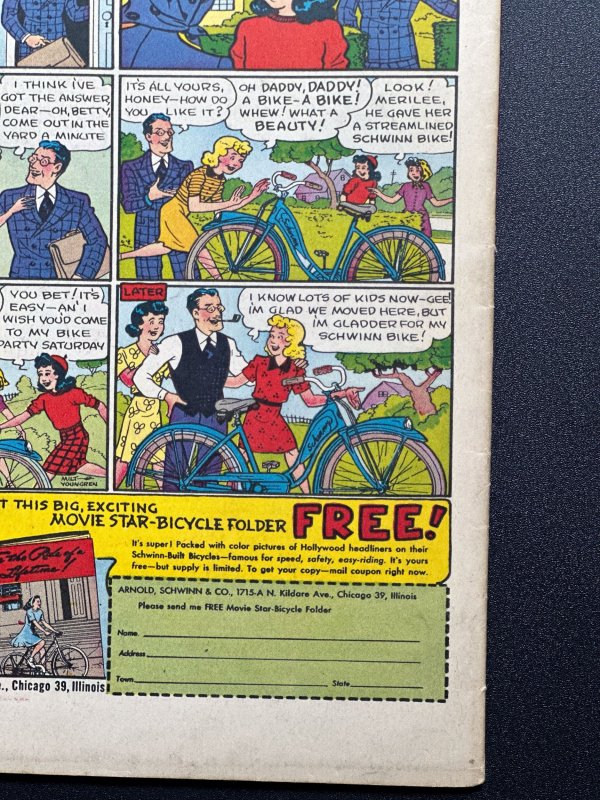 I THINK I'VE
GOT THE ANSWER,
DEAR—OH, BETTY,
COME OUT IN THE
YARD A MINUTE
IT'S ALL YOURS,
HONEY—HOW DO
YOU LIKE IT?
OH DADDY, DADDY!
A BIKE—A BIKE!
WHEW! WHAT A
BEAUTY!
LOOK!
MERILEE,
HE GAVE HER
A STREAMLINED
SCHWINN BIKE!
Schwinn
YOU BET! IT'S
EASY—AN' I
WISH YOU'D COME
TO MY BIKE
PARTY SATURDAY
MILT
YOUNGREN
LATER
I KNOW LOTS OF KIDS NOW—GEE!
I'M GLAD WE MOVED HERE, BUT
I'M GLADDER FOR MY
SCHWINN BIKE!
Schwinn
T THIS BIG, EXCITING
MOVIE STAR-BICYCLE FOLDER FREE!
It's super! Packed with color pictures of Hollywood headliners on their
Schwinn-Built Bicycles—famous for speed, safety, easy-riding. It's yours
free—but supply is limited. To get your copy—mail coupon right now.
the Ride of a
Lifetime
ARNOLD, SCHWINN & CO., 1715-A N. Kildare Ave., Chicago 39, Illinois
Please send me FREE Movie Star-Bicycle Folder
Name
Address
Town State
e., Chicago 39, Illinois